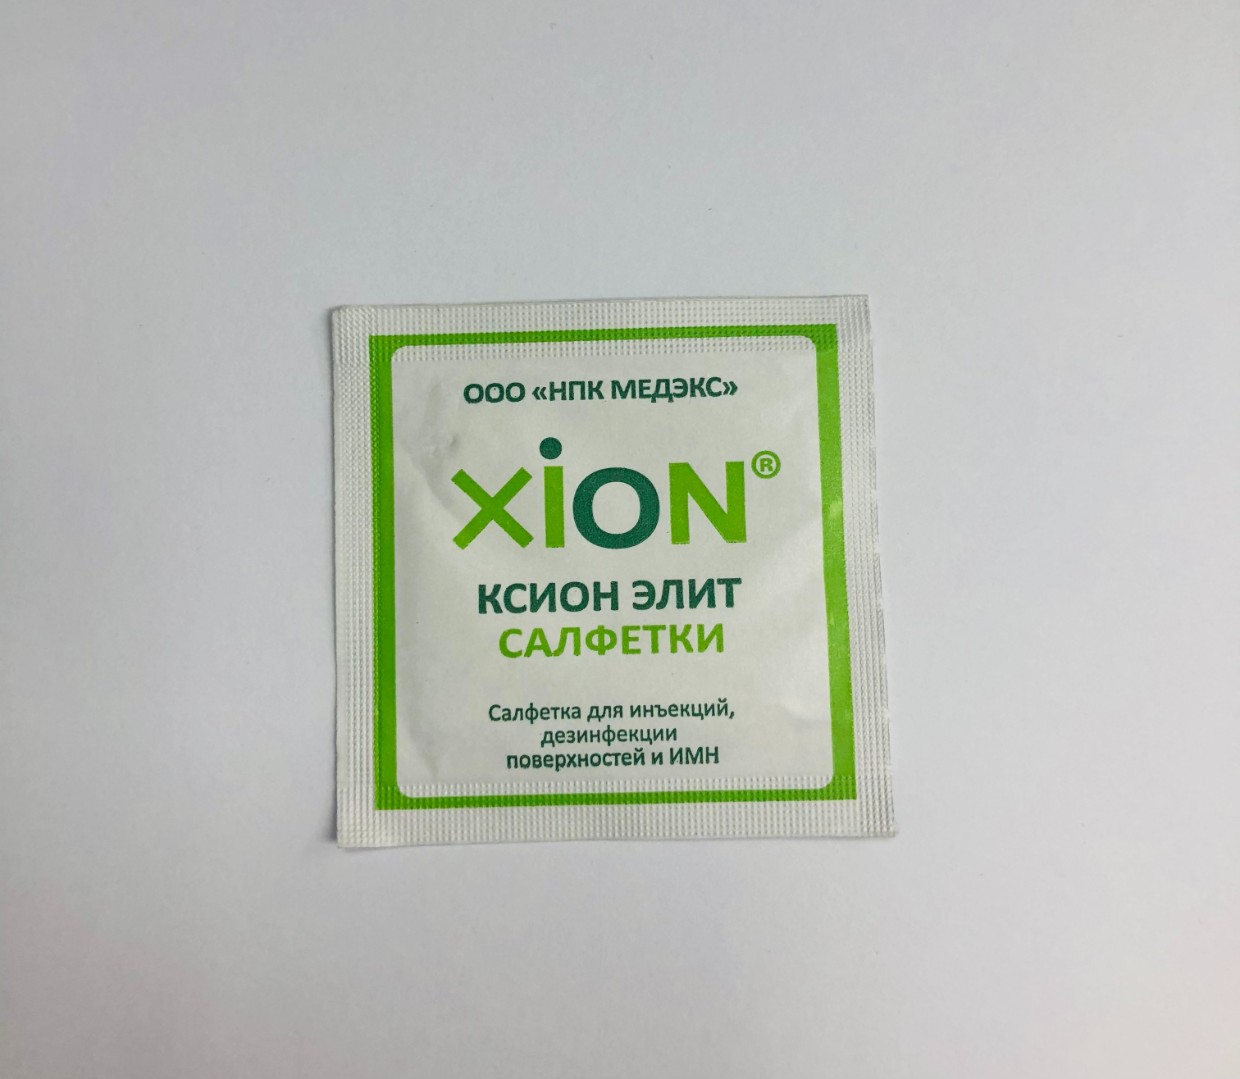 ООО «НПК МЕДЭКС»
XiON®
КСИОН ЭЛИТ
САЛФЕТКИ
Салфетка для инъекций,
дезинфекции
поверхностей и ИМН